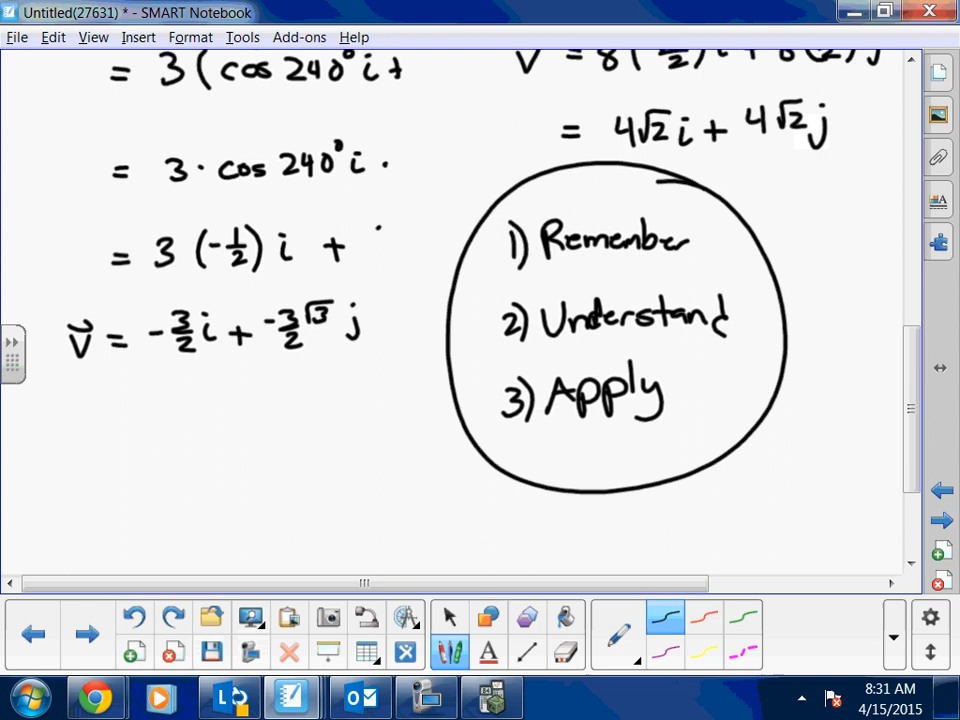 Untitled(27631) * - SMART Notebook
File Edit View Insert Format Tools Add-ons Help
= 3 ( cos 240° i +
= 3 · cos 240° i ·
= 3 (-1/2) i +
v⃗ = -3/2 i + -3/2 √3 j
= 4√2 i + 4√2 j
1) Remember
2) Understand
3) Apply
8:31 AM
4/15/2015